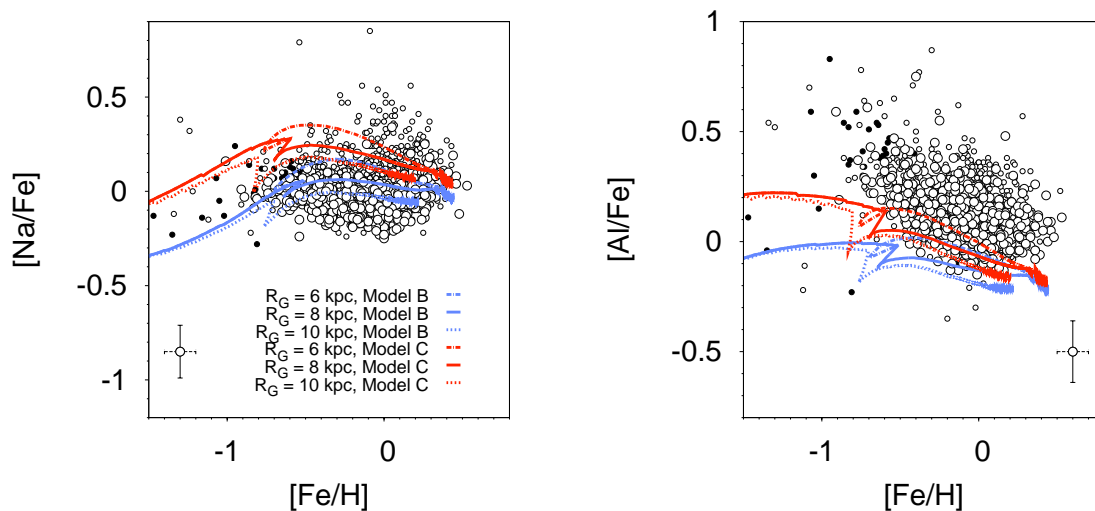 [Na/Fe]
0.5
0
-0.5
-1
R_G = 6 kpc, Model B
R_G = 8 kpc, Model B
R_G = 10 kpc, Model B
R_G = 6 kpc, Model C
R_G = 8 kpc, Model C
R_G = 10 kpc, Model C
-1 0
[Fe/H]
[Al/Fe]
1
0.5
0
-0.5
-1 0
[Fe/H]